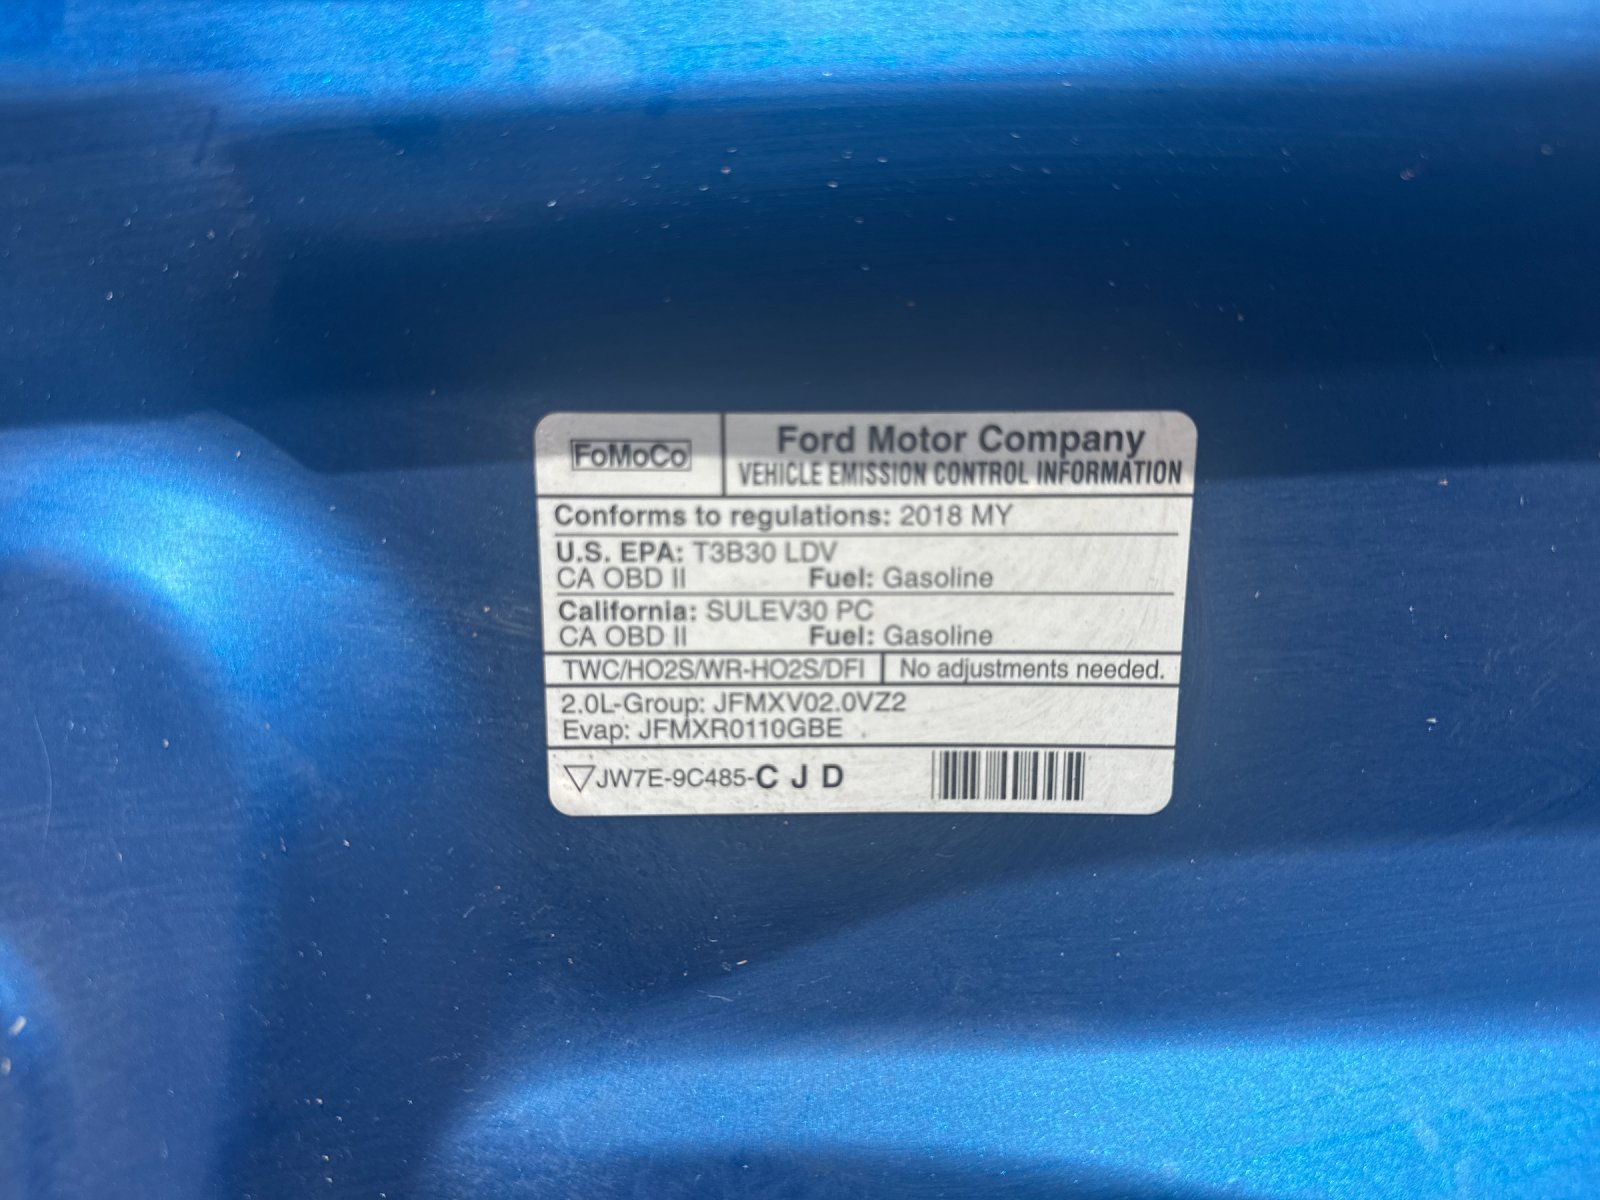 FoMoCo
Ford Motor Company
VEHICLE EMISSION CONTROL INFORMATION
Conforms to regulations: 2018 MY
U.S. EPA: T3B30 LDV
CA OBD II Fuel: Gasoline
California: SULEV30 PC
CA OBD II Fuel: Gasoline
TWC/HO2S/WR-HO2S/DFI No adjustments needed.
2.0L-Group: JFMXV02.0VZ2
Evap: JFMXR0110GBE
JW7E-9C485-C J D